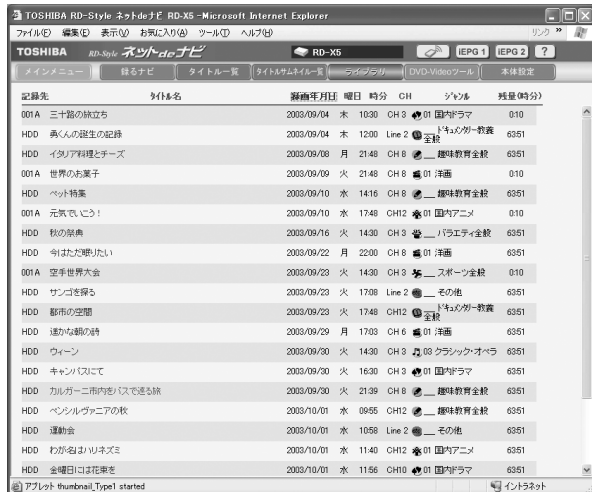 TOSHIBA RD-Style ネットdeナビ RD-X5 - Microsoft Internet Explorer
ファイル(F) 編集(E) 表示(V) お気に入り(A) ツール(T) ヘルプ(H) リンク »
TOSHIBA RD-Style ネットdeナビ RD-X5 iEPG 1 iEPG 2 ?
メインメニュー 録るナビ タイトル一覧 タイトルサムネイル一覧 ライブラリ DVD-Videoツール 本体設定
記録先 タイトル名 録画年月日 曜日 時分 CH ジャンル 残量(時分)
001A 三十路の旅立ち 2003/09/04 木 10:30 CH 3 01 国内ドラマ 0:10
HDD 勇くんの誕生の記録 2003/09/04 木 12:00 Line 2 __ ドキュメンタリー教養全般 63:51
HDD イタリア料理とチーズ 2003/09/08 月 21:48 CH 8 __ 趣味教育全般 63:51
001A 世界のお菓子 2003/09/09 火 21:48 CH 8 01 洋画 0:10
HDD ペット特集 2003/09/10 水 14:16 CH 8 __ 趣味教育全般 63:51
001A 元気でいこう! 2003/09/10 水 17:48 CH12 01 国内アニメ 0:10
HDD 秋の祭典 2003/09/16 火 14:30 CH 3 __ バラエティ全般 63:51
HDD 今はただ眠りたい 2003/09/22 月 22:00 CH 8 01 洋画 63:51
001A 空手世界大会 2003/09/23 火 14:30 CH 3 __ スポーツ全般 0:10
HDD サンゴを探る 2003/09/23 火 17:08 Line 2 __ その他 63:51
HDD 都市の空間 2003/09/23 火 17:48 CH12 __ ドキュメンタリー教養全般 63:51
HDD 遥かな朝の詩 2003/09/29 月 17:03 CH 6 01 洋画 63:51
HDD ウィーン 2003/09/30 火 14:30 CH 3 03 クラシック・オペラ 63:51
HDD キャンバスにて 2003/09/30 火 16:30 CH 3 01 国内ドラマ 63:51
HDD カルガーニ市内をバスで巡る旅 2003/09/30 火 21:39 CH 8 __ 趣味教育全般 63:51
HDD ペンシルヴァニアの秋 2003/10/01 水 09:55 CH12 __ 趣味教育全般 63:51
HDD 運動会 2003/10/01 水 10:58 Line 2 __ その他 63:51
HDD わが名はハリネズミ 2003/10/01 水 11:40 CH12 01 国内アニメ 63:51
HDD 金曜日には花束を 2003/10/01 水 11:56 CH10 01 国内ドラマ 63:51
アプレット thumbnail_Type1 started イントラネット